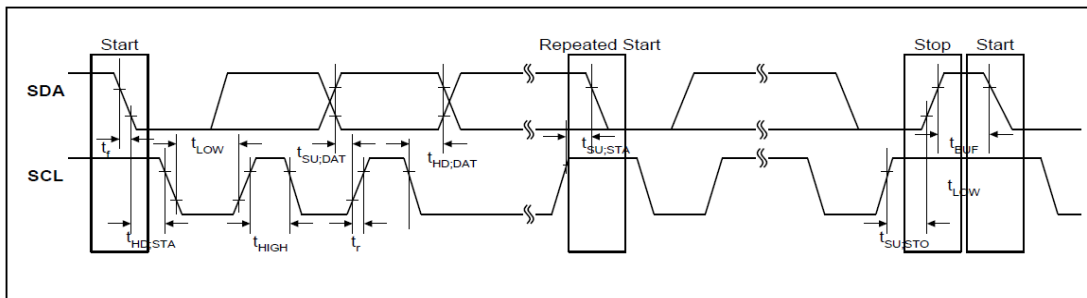 Start Repeated Start Stop Start
SDA
tf tLOW tSU;DAT tHD;DAT tSU;STA tBUF
SCL
tLOW
tHD;STA tHIGH tr tSU;STO